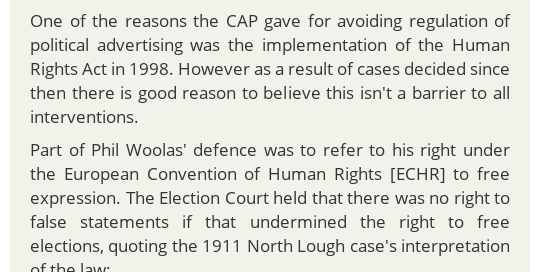 One of the reasons the CAP gave for avoiding regulation of
political advertising was the implementation of the Human
Rights Act in 1998. However as a result of cases decided since
then there is good reason to believe this isn't a barrier to all
interventions.
Part of Phil Woolas' defence was to refer to his right under
the European Convention of Human Rights [ECHR] to free
expression. The Election Court held that there was no right to
false statements if that undermined the right to free
elections, quoting the 1911 North Lough case's interpretation
of the law: